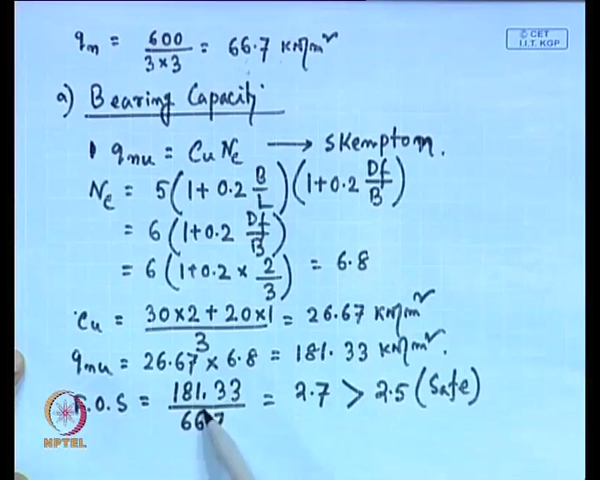 © CET
I.I.T. KGP
qn = 600 / 3×3 = 66.7 kN/m²
a) Bearing Capacity
qnu = Cu Nc → Skempton.
Nc = 5(1+0.2 B/L)(1+0.2 Df/B)
= 6(1+0.2 Df/B)
= 6(1+0.2 × 2/3) = 6.8
Cu = 30×2 + 20×1 / 3 = 26.67 kN/m²
qnu = 26.67 × 6.8 = 181.33 kN/m².
F.O.S = 181.33 / 66.7 = 2.7 > 2.5 (Safe)
NPTEL